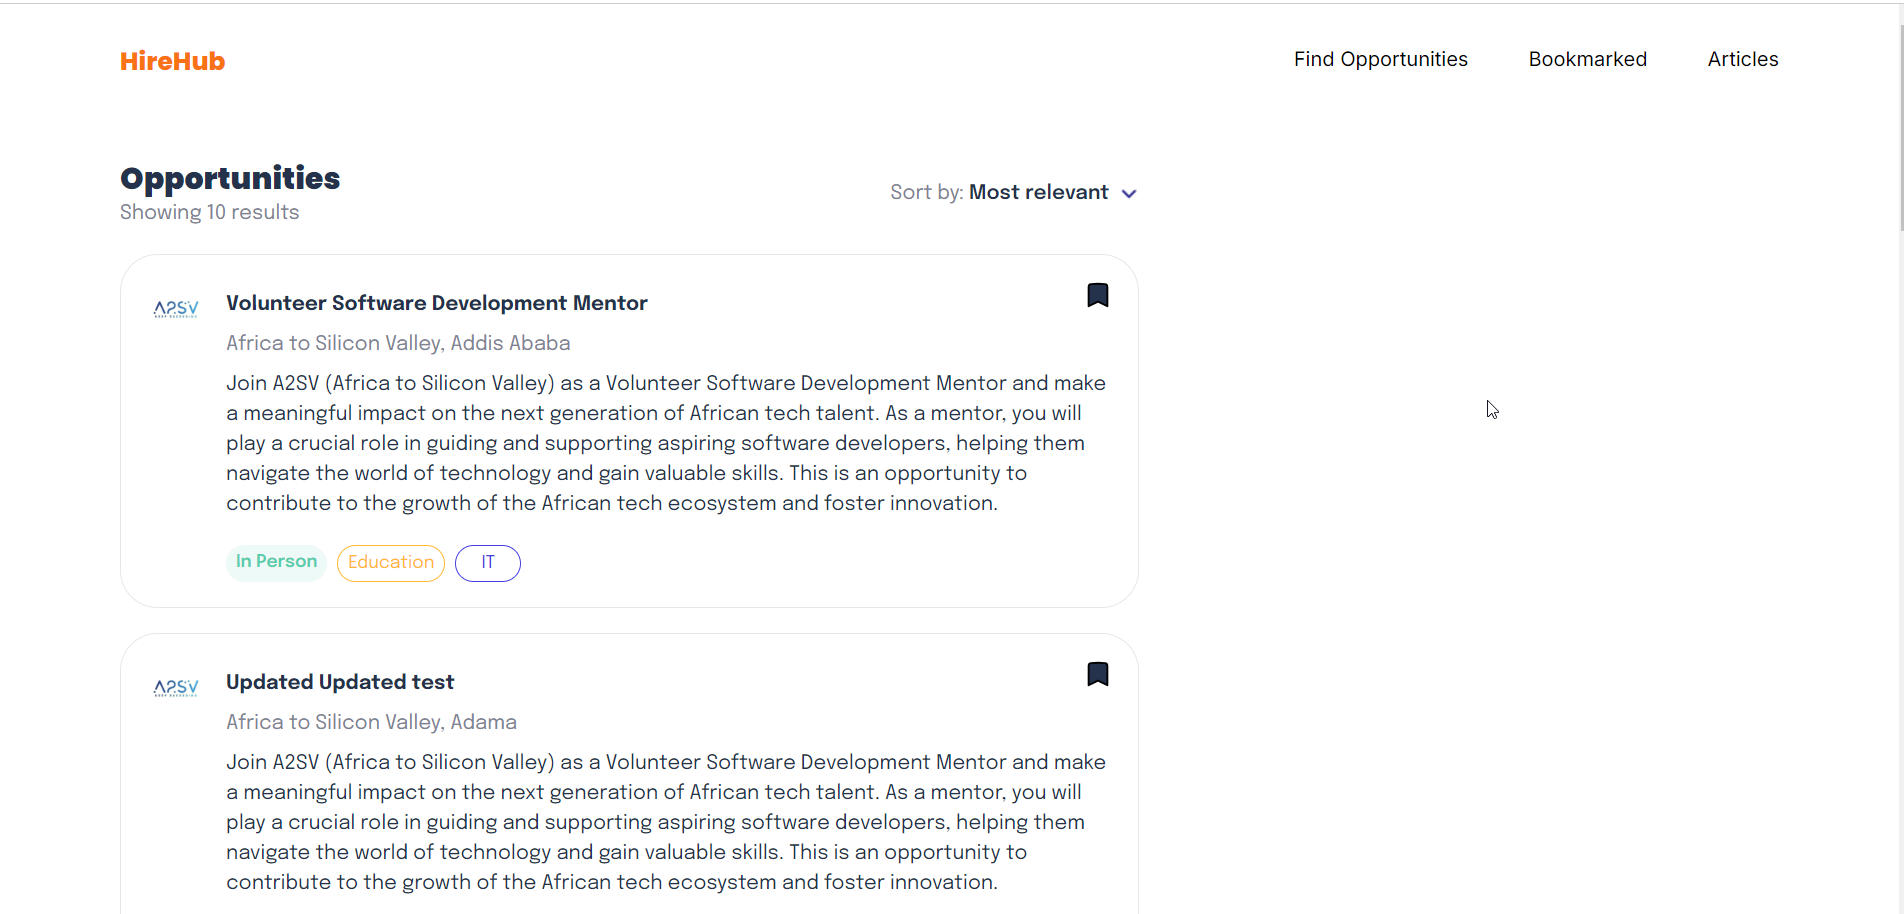 HireHub
Find Opportunities
Bookmarked
Articles
Opportunities
Showing 10 results
Sort by: Most relevant
A2SV
Volunteer Software Development Mentor
Africa to Silicon Valley, Addis Ababa
Join A2SV (Africa to Silicon Valley) as a Volunteer Software Development Mentor and make
a meaningful impact on the next generation of African tech talent. As a mentor, you will
play a crucial role in guiding and supporting aspiring software developers, helping them
navigate the world of technology and gain valuable skills. This is an opportunity to
contribute to the growth of the African tech ecosystem and foster innovation.
In Person
Education
IT
A2SV
Updated Updated test
Africa to Silicon Valley, Adama
Join A2SV (Africa to Silicon Valley) as a Volunteer Software Development Mentor and make
a meaningful impact on the next generation of African tech talent. As a mentor, you will
play a crucial role in guiding and supporting aspiring software developers, helping them
navigate the world of technology and gain valuable skills. This is an opportunity to
contribute to the growth of the African tech ecosystem and foster innovation.